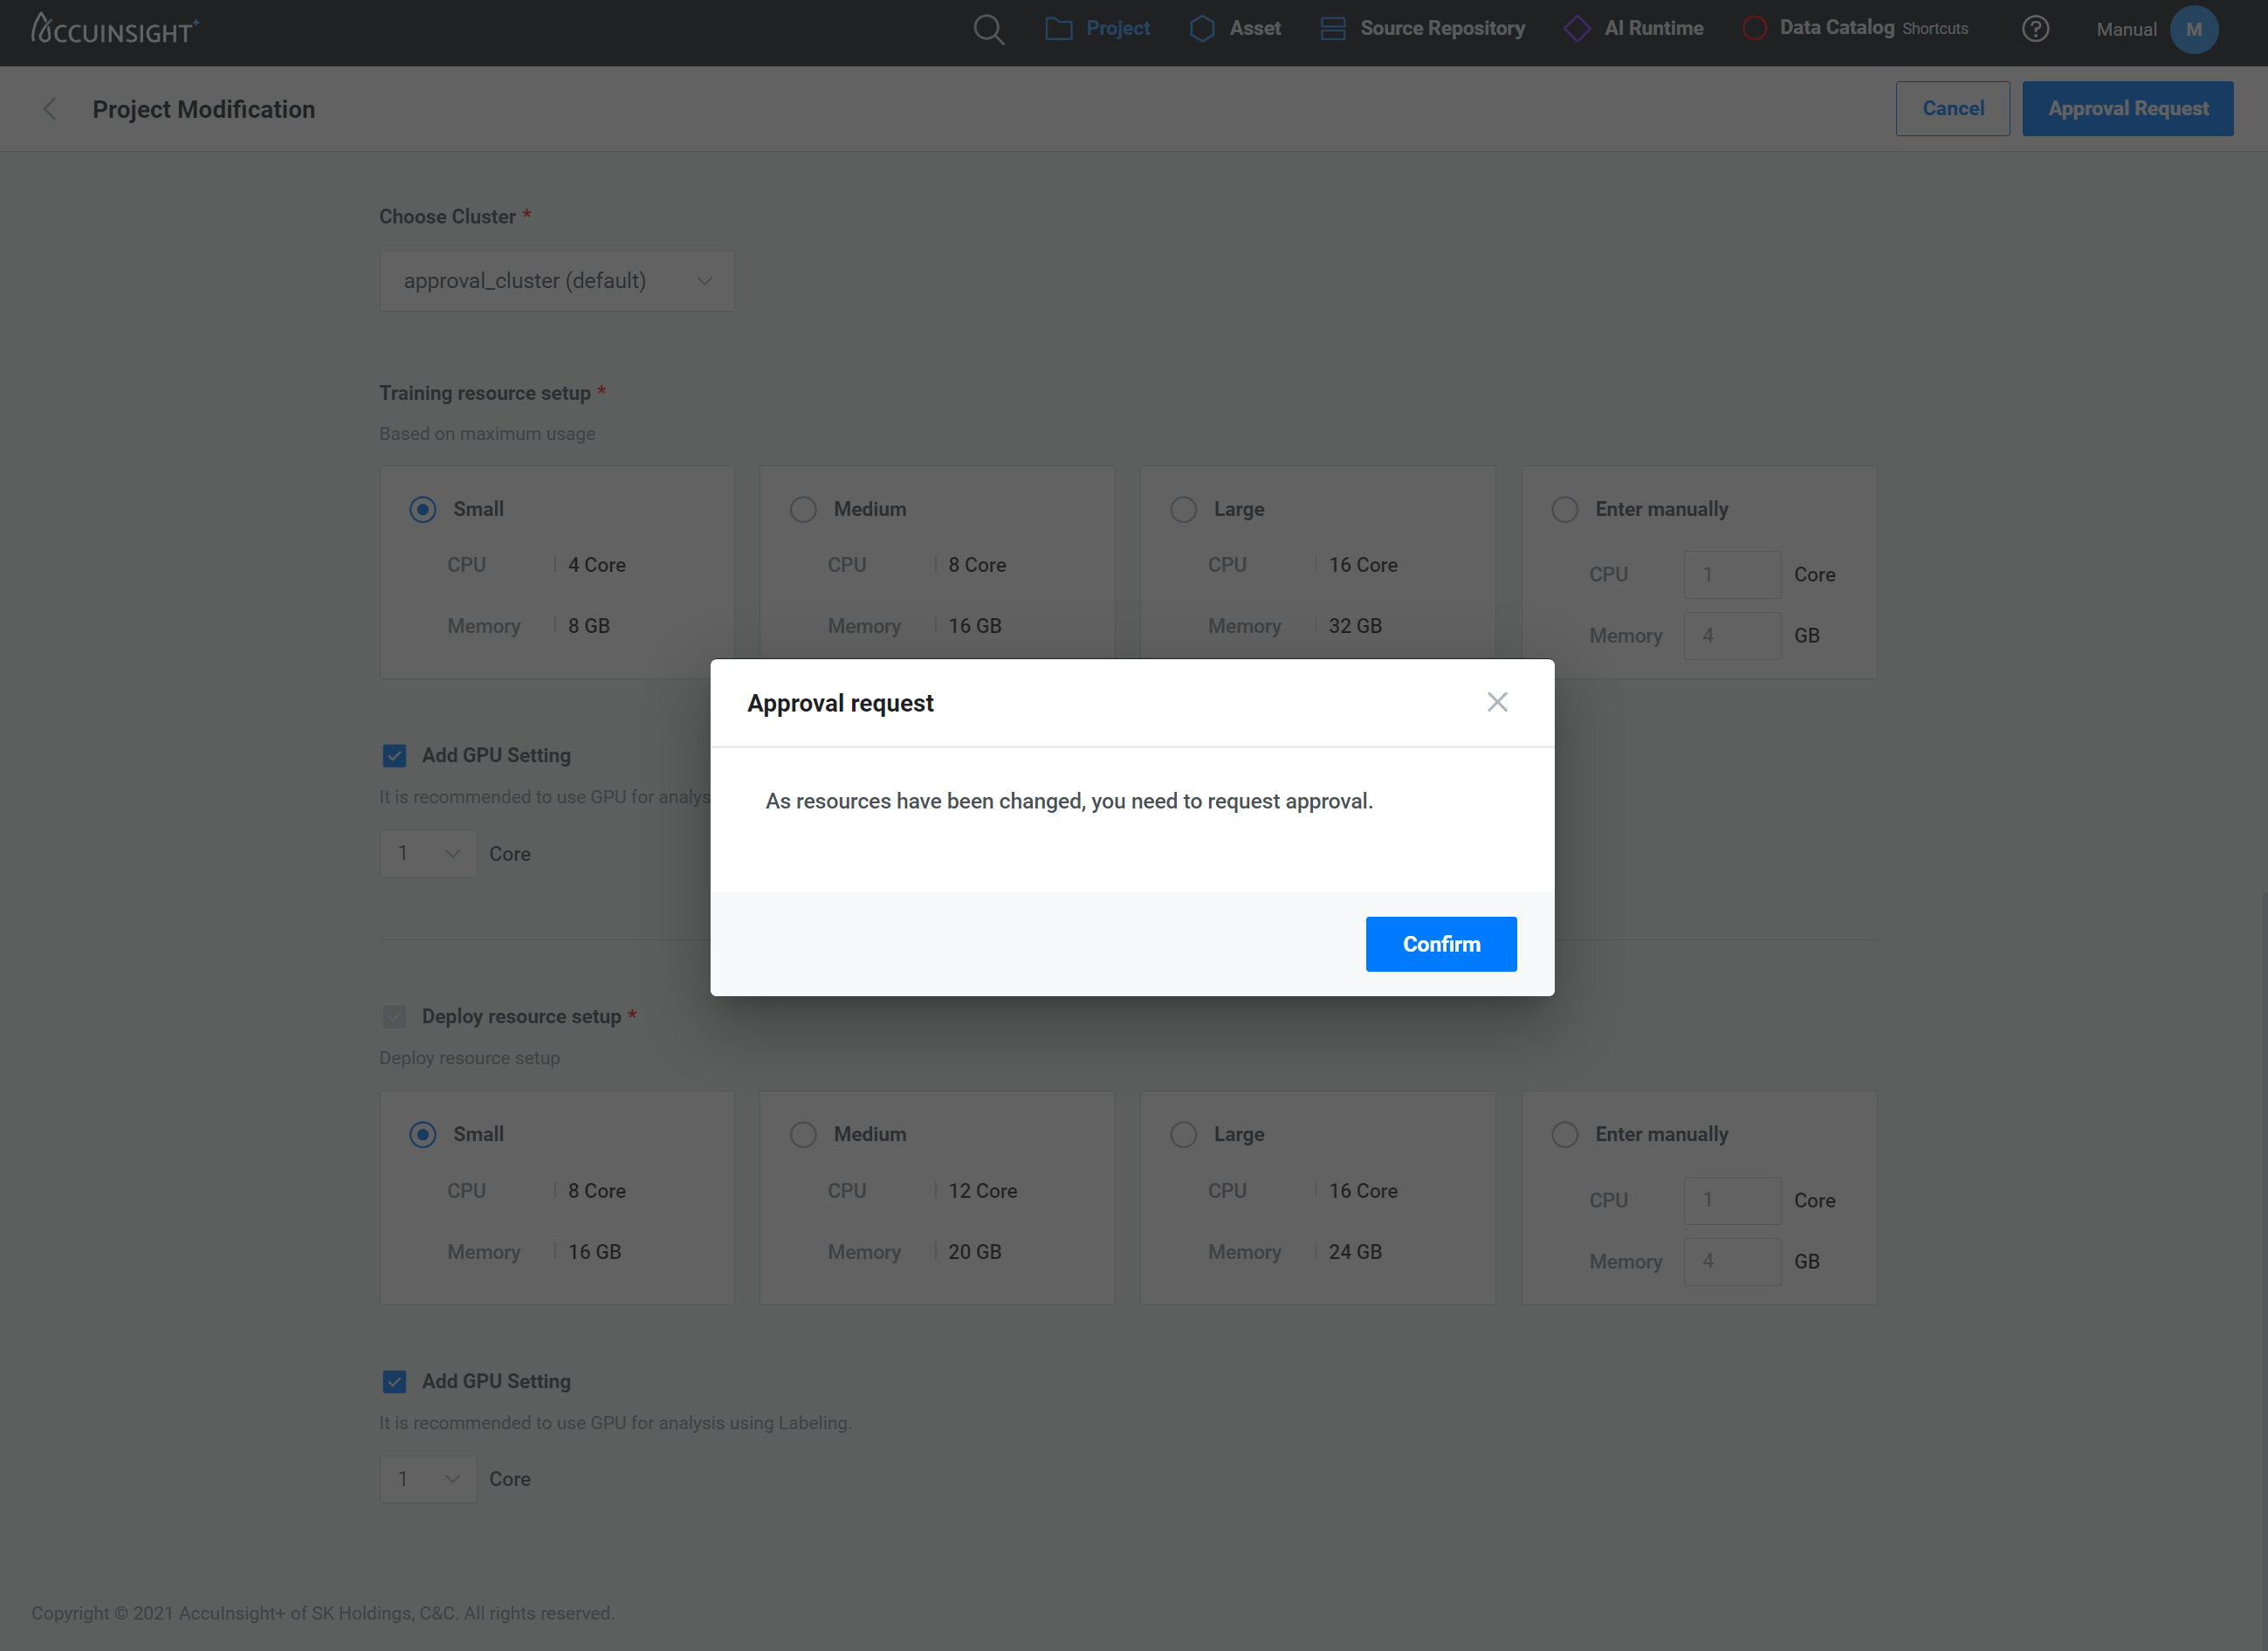 ACCUINSIGHT+
Project
Asset
Source Repository
AI Runtime
Data Catalog Shortcuts
?
Manual
M
Project Modification
Cancel
Approval Request
Choose Cluster *
approval_cluster (default)
Training resource setup *
Based on maximum usage
Small
Medium
Large
Enter manually
CPU 4 Core
CPU 8 Core
CPU 16 Core
CPU 1 Core
Memory 8 GB
Memory 16 GB
Memory 32 GB
Memory 4 GB
Approval request
As resources have been changed, you need to request approval.
Confirm
Add GPU Setting
It is recommended to use GPU for analys
1 Core
Deploy resource setup *
Deploy resource setup
Small
Medium
Large
Enter manually
CPU 8 Core
CPU 12 Core
CPU 16 Core
CPU 1 Core
Memory 16 GB
Memory 20 GB
Memory 24 GB
Memory 4 GB
Add GPU Setting
It is recommended to use GPU for analysis using Labeling.
1 Core
Copyright © 2021 AccuInsight+ of SK Holdings, C&C. All rights reserved.